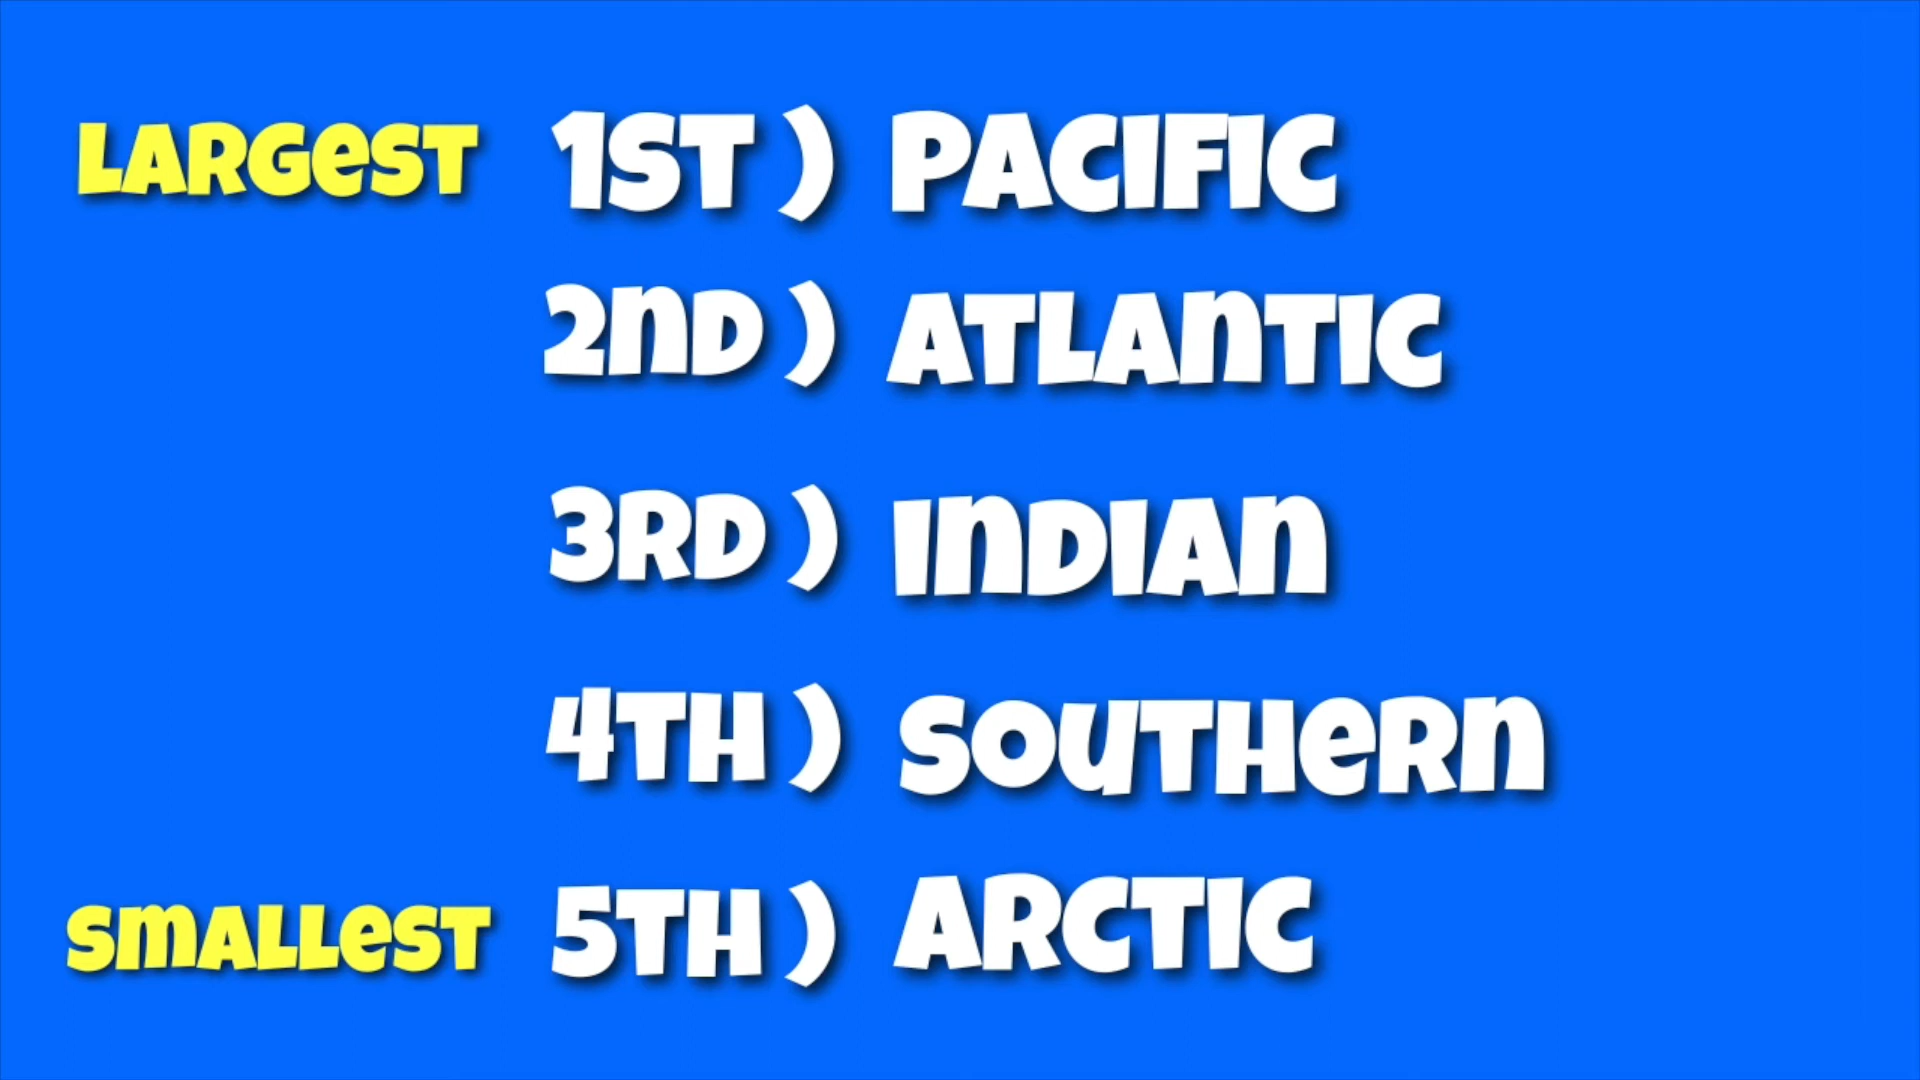 LARGEST 1ST ) PACIFIC
2ND ) ATLANTIC
3RD ) INDIAN
4TH ) SOUTHERN
SMALLEST 5TH ) ARCTIC